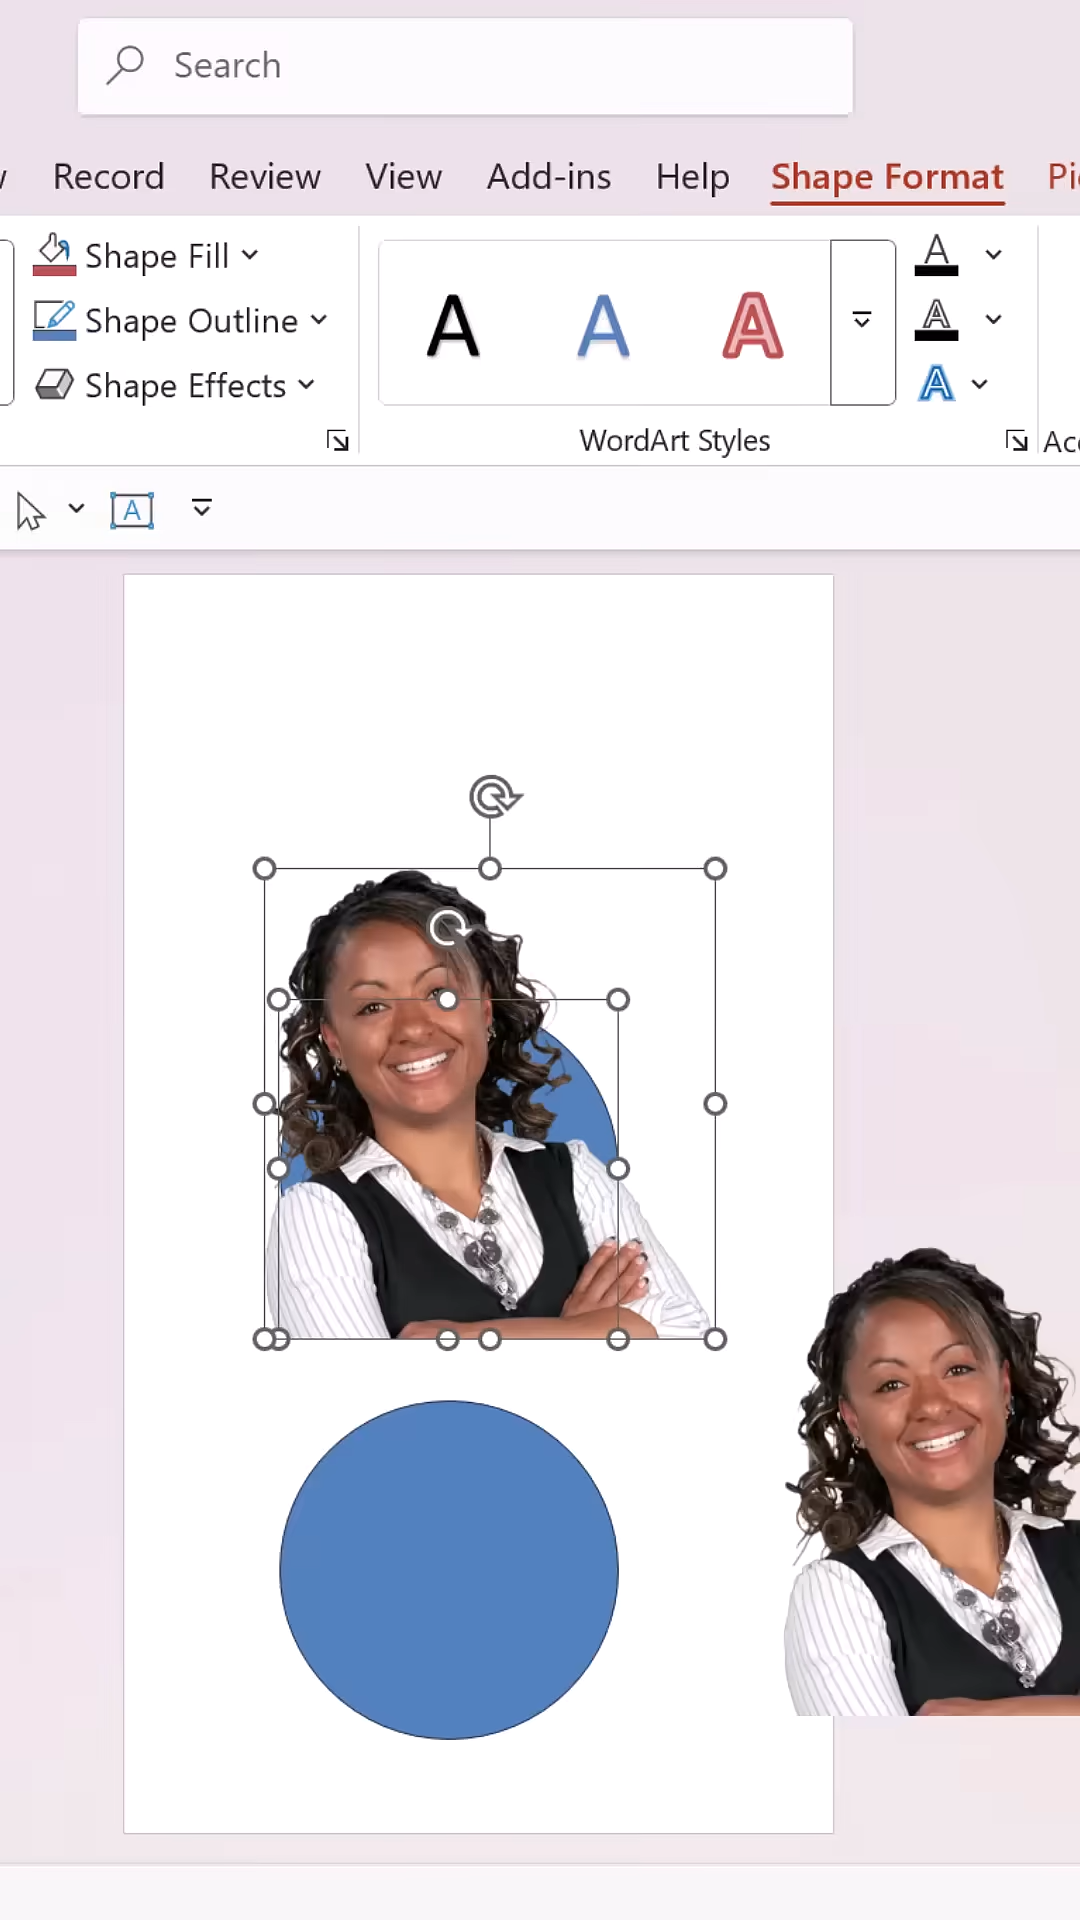 Search
Record Review View Add-ins Help Shape Format
Shape Fill
A A A
A
Shape Outline
A
Shape Effects
A
WordArt Styles
A